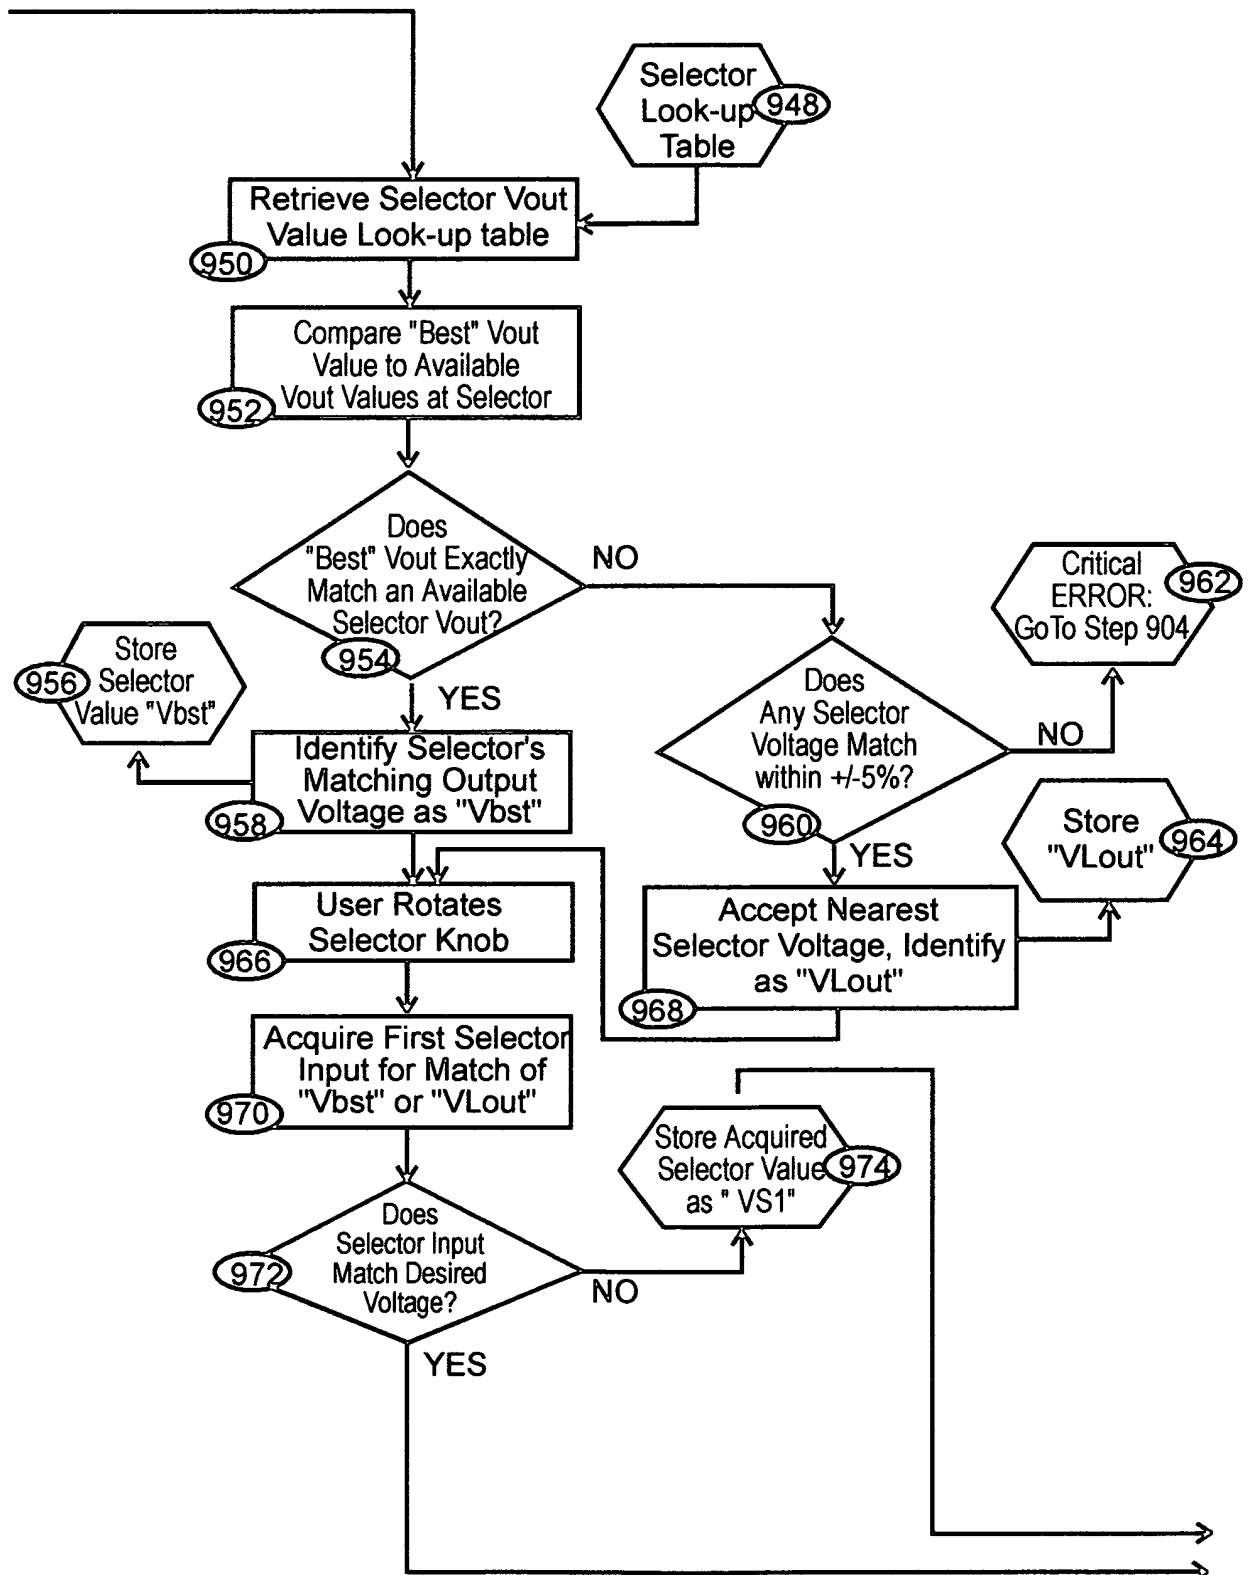 Selector
Look-up
Table
948
Retrieve Selector Vout
Value Look-up table
950
Compare "Best" Vout
Value to Available
Vout Values at Selector
952
Does
"Best" Vout Exactly
Match an Available
Selector Vout?
954
NO
YES
Critical
ERROR:
GoTo Step 904
962
Store
Selector
Value "Vbst"
956
Does
Any Selector
Voltage Match
within +/-5%?
960
NO
YES
Identify Selector's
Matching Output
Voltage as "Vbst"
958
Store
"VLout"
964
User Rotates
Selector Knob
966
Accept Nearest
Selector Voltage, Identify
as "VLout"
968
Acquire First Selector
Input for Match of
"Vbst" or "VLout"
970
Store Acquired
Selector Value
as " VS1"
974
Does
Selector Input
Match Desired
Voltage?
972
NO
YES